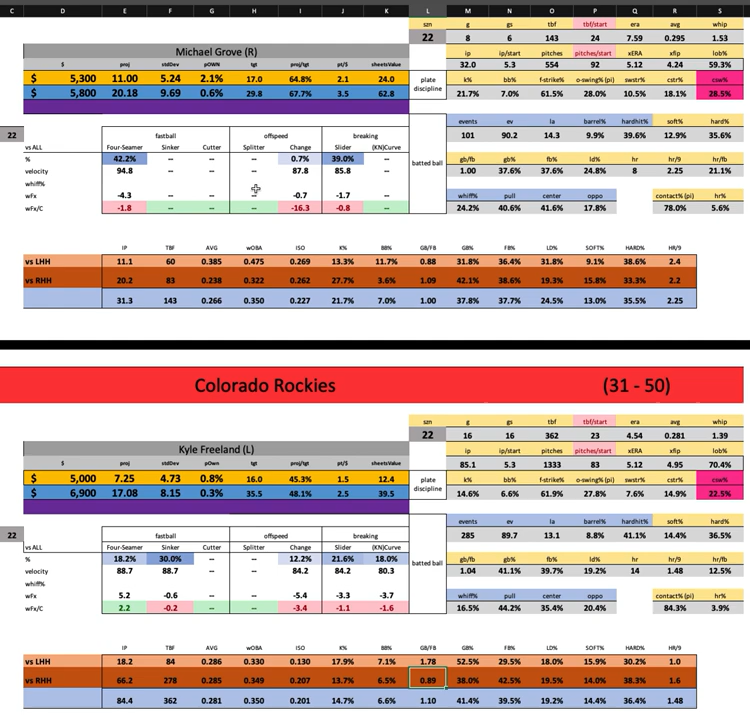 C D E F G H I J K L M N O P Q R S
szn g gs tbf tbf/start era avg whip
22 8 6 143 24 7.59 0.295 1.53
Michael Grove (R) ip ip/start pitches pitches/start xERA xfip lob%
32.0 5.3 554 92 5.12 4.24 59.3%
$ proj stdDev pOWN tgt proj/tgt pt/$ sheetsValue
$ 5,300 11.00 5.24 2.1% 17.0 64.8% 2.1 24.0 plate discipline k% bb% f-strike% o-swing% (pi) swstr% cstr% csw%
$ 5,800 20.18 9.69 0.6% 29.8 67.7% 3.5 62.8 21.7% 7.0% 61.5% 28.0% 10.5% 18.1% 28.5%
events ev la barrel% hardhit% soft% hard%
22 fastball offspeed breaking 101 90.2 14.3 9.9% 39.6% 12.9% 35.6%
vs ALL Four-Seamer Sinker Cutter Splitter Change Slider (KN)Curve
% 42.2% -- -- -- 0.7% 39.0% -- batted ball gb/fb gb% fb% ld% hr hr/9 hr/fb
velocity 94.8 -- -- -- 87.8 85.8 -- 1.00 37.6% 37.6% 24.8% 8 2.25 21.1%
whiff%
wFx -4.3 -- -- -- -0.7 -1.7 -- whiff% pull center oppo contact% (pi) hr%
wFx/C -1.8 -- -- -- -16.3 -0.8 -- 24.2% 40.6% 41.6% 17.8% 78.0% 5.6%
IP TBF AVG wOBA ISO K% BB% GB/FB GB% FB% LD% SOFT% HARD% HR/9
vs LHH 11.1 60 0.385 0.475 0.269 13.3% 11.7% 0.88 31.8% 36.4% 31.8% 9.1% 38.6% 2.4
vs RHH 20.2 83 0.238 0.322 0.262 27.7% 3.6% 1.09 42.1% 38.6% 19.3% 15.8% 33.3% 2.2
31.3 143 0.266 0.350 0.227 21.7% 7.0% 1.00 37.8% 37.7% 24.5% 13.0% 35.5% 2.25
Colorado Rockies (31 - 50)
szn g gs tbf tbf/start era avg whip
22 16 16 362 23 4.54 0.281 1.39
Kyle Freeland (L) ip ip/start pitches pitches/start xERA xfip lob%
85.1 5.3 1333 83 5.12 4.95 70.4%
$ proj stdDev pOwn tgt proj/tgt pt/$ sheetsValue
$ 5,000 7.25 4.73 0.8% 16.0 45.3% 1.5 12.4 plate discipline k% bb% f-strike% o-swing% (pi) swstr% cstr% csw%
$ 6,900 17.08 8.15 0.3% 35.5 48.1% 2.5 39.5 14.6% 6.6% 61.9% 27.8% 7.6% 14.9% 22.5%
events ev la barrel% hardhit% soft% hard%
22 fastball offspeed breaking 285 89.7 13.1 8.8% 41.1% 14.4% 36.5%
vs ALL Four-Seamer Sinker Cutter Splitter Change Slider (KN)Curve
% 18.2% 30.0% -- -- 12.2% 21.6% 18.0% batted ball gb/fb gb% fb% ld% hr hr/9 hr/fb
velocity 88.7 88.7 -- -- 84.2 84.2 80.3 1.04 41.1% 39.7% 19.2% 14 1.48 12.5%
whiff%
wFx 5.2 -0.6 -- -- -5.4 -3.3 -3.7 whiff% pull center oppo contact% (pi) hr%
wFx/C 2.2 -0.2 -- -- -3.4 -1.1 -1.6 16.5% 44.2% 35.4% 20.4% 84.3% 3.9%
IP TBF AVG wOBA ISO K% BB% GB/FB GB% FB% LD% SOFT% HARD% HR/9
vs LHH 18.2 84 0.286 0.330 0.130 17.9% 7.1% 1.78 52.5% 29.5% 18.0% 15.9% 30.2% 1.0
vs RHH 66.2 278 0.285 0.349 0.207 13.7% 6.5% 0.89 38.0% 42.5% 19.5% 14.0% 38.3% 1.6
84.4 362 0.281 0.350 0.201 14.7% 6.6% 1.10 41.4% 39.5% 19.2% 14.4% 36.4% 1.48